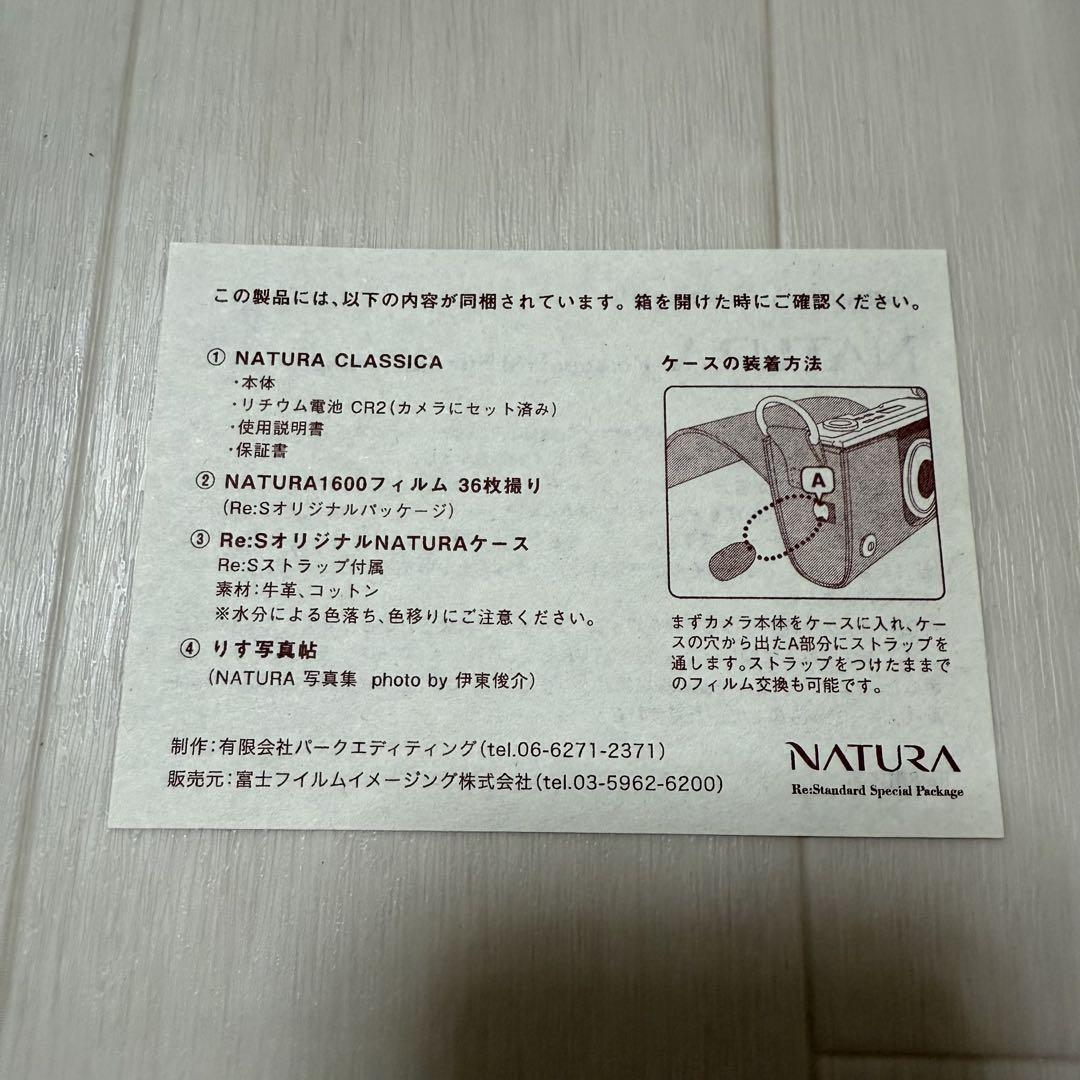 この製品には、以下の内容が同梱されています。箱を開けた時にご確認ください。
① NATURA CLASSICA
・本体
・リチウム電池 CR2(カメラにセット済み)
・使用説明書
・保証書
② NATURA1600フィルム 36枚撮り
(Re:Sオリジナルパッケージ)
③ Re:SオリジナルNATURAケース
Re:Sストラップ付属
素材:牛革、コットン
※水分による色落ち、色移りにご注意ください。
④ りす写真帖
(NATURA 写真集 photo by 伊東俊介)
ケースの装着方法
A
まずカメラ本体をケースに入れ、ケー
スの穴から出たA部分にストラップを
通します。ストラップをつけたままで
のフィルム交換も可能です。
制作:有限会社パークエディティング(tel.06-6271-2371)
販売元:富士フイルムイメージング株式会社(tel.03-5962-6200)
NATURA
Re:Standard Special Package